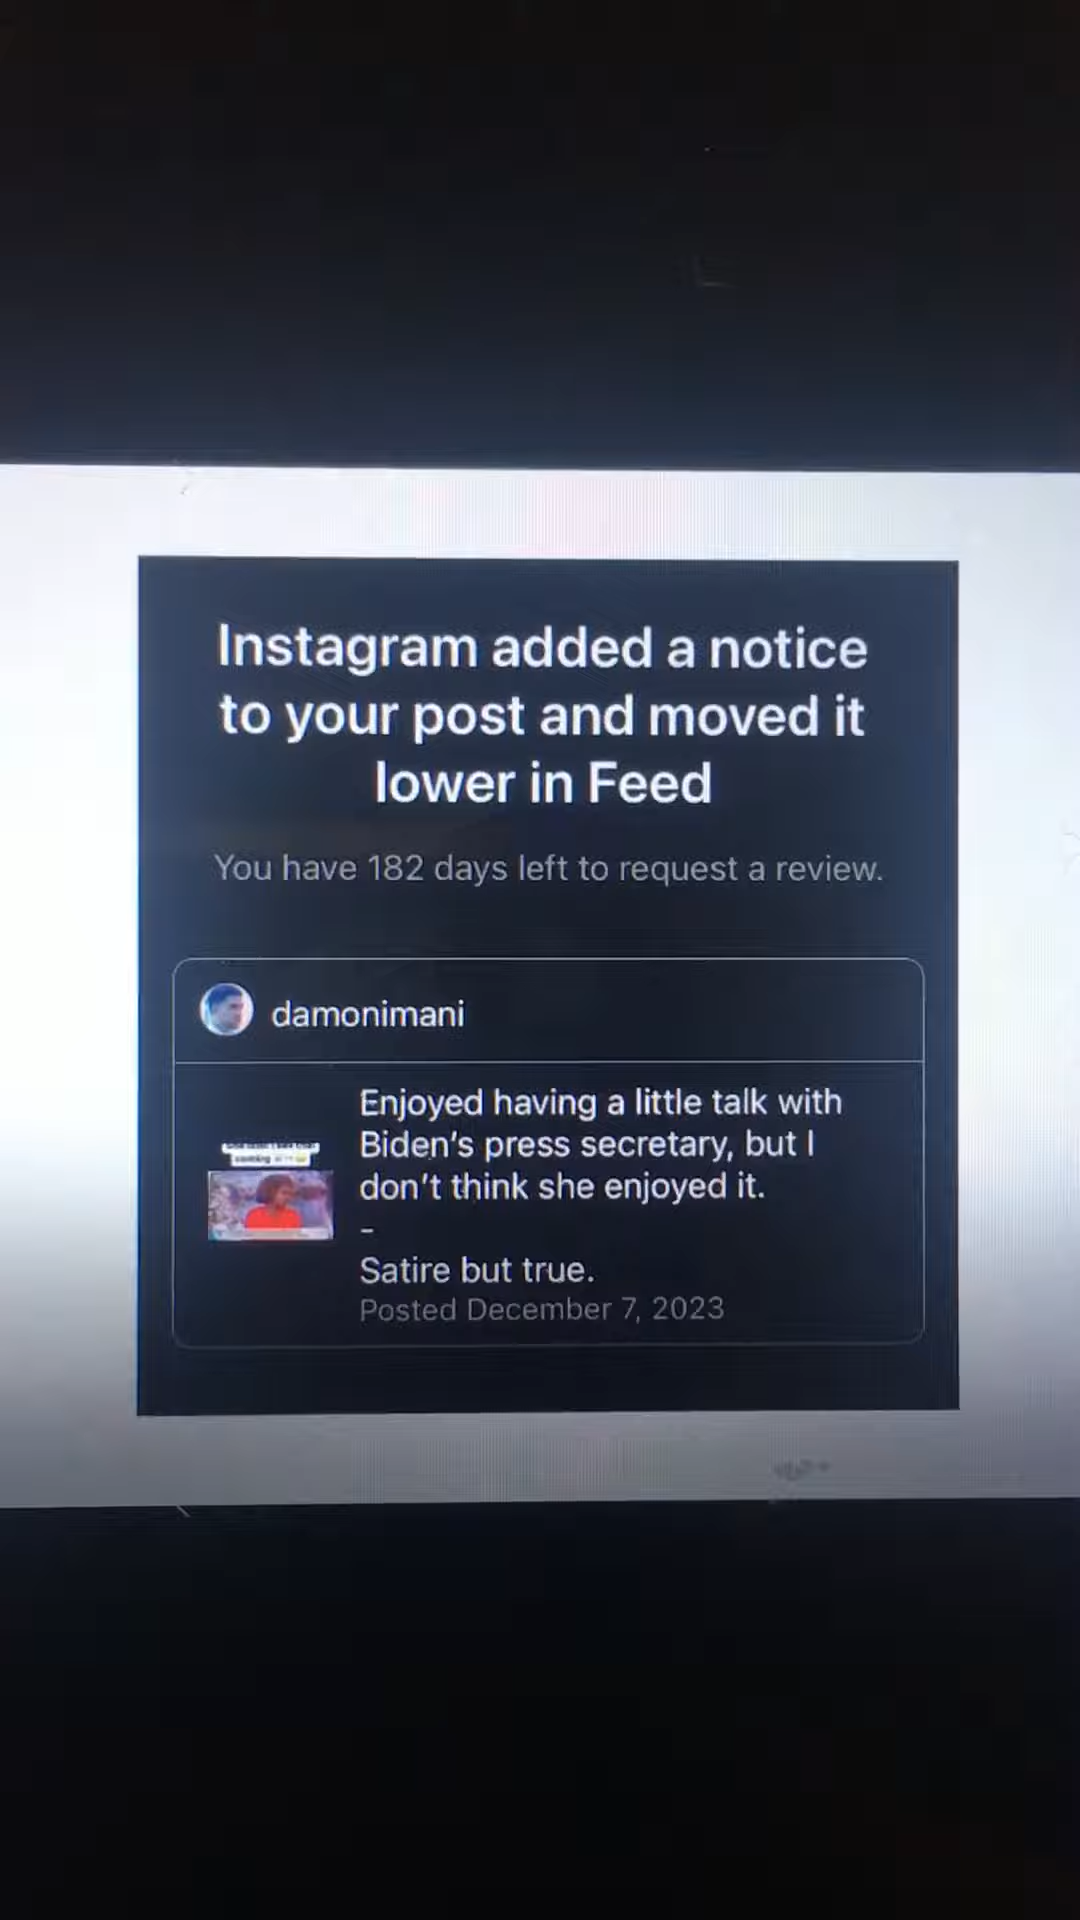 Instagram added a notice
to your post and moved it
lower in Feed
You have 182 days left to request a review.
damonimani
Enjoyed having a little talk with
Biden's press secretary, but I
don't think she enjoyed it.
-
Satire but true.
Posted December 7, 2023
coming